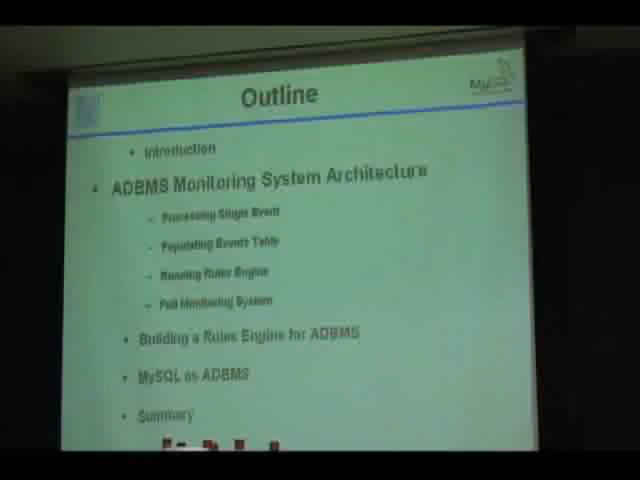 Outline
• Introduction
• ADBMS Monitoring System Architecture
– Processing Single Event
– Populating Events Table
– Running Rules Engine
– Full Monitoring System
• Building a Rules Engine for ADBMS
• MySQL as ADBMS
• Summary